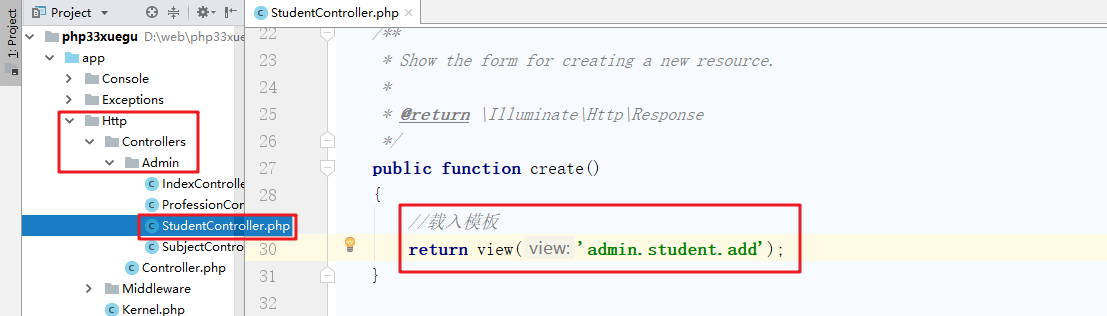 1: Project
Project
php33xuegu D:\web\php33xue
app
Console
Exceptions
Http
Controllers
Admin
IndexControlle
ProfessionCon
StudentController.php
SubjectContro
Controller.php
Middleware
Kernel.php
StudentController.php
22 /**
23 * Show the form for creating a new resource.
24 *
25 * @return \Illuminate\Http\Response
26 */
27 public function create()
28 {
29 //载入模板
30 return view( view: 'admin.student.add');
31 }
32